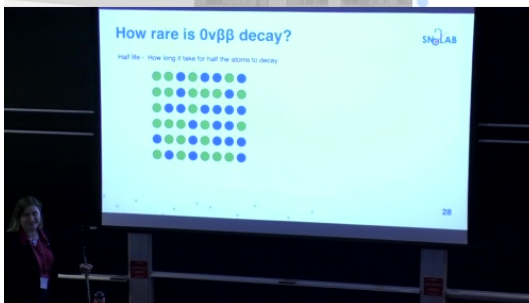 How rare is 0νββ decay?
SNOLAB
Half life - How long it take for half the atoms to decay
28